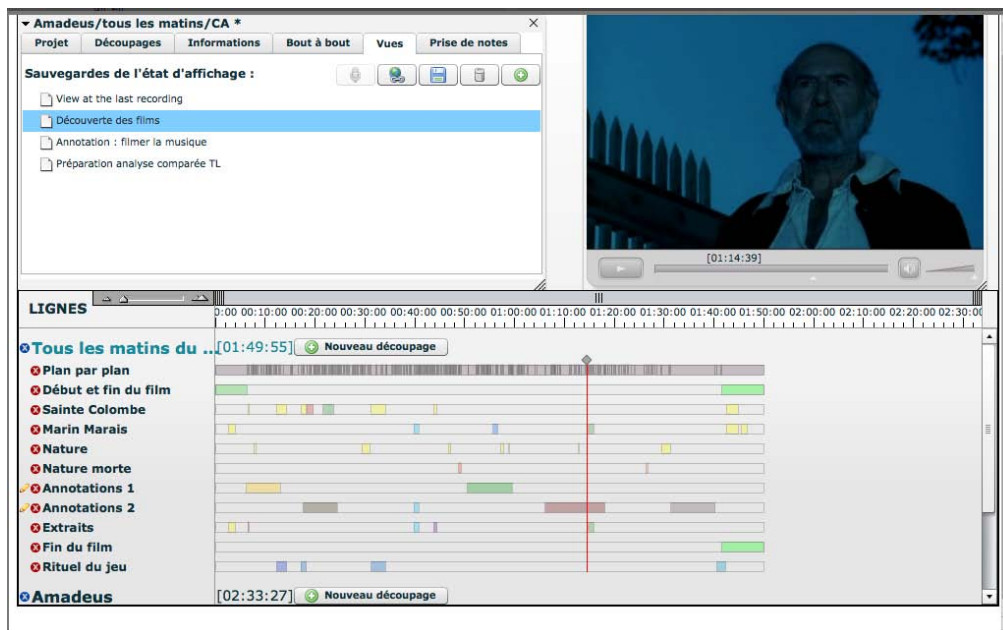 Amadeus/tous les matins/CA *
Projet Découpages Informations Bout à bout Vues Prise de notes
Sauvegardes de l'état d'affichage :
View at the last recording
Découverte des films
Annotation : filmer la musique
Préparation analyse comparée TL
[01:14:39]
LIGNES
0:00 00:10:00 00:20:00 00:30:00 00:40:00 00:50:00 01:00:00 01:10:00 01:20:00 01:30:00 01:40:00 01:50:00 02:00:00 02:10:00 02:20:00 02:30:00
Tous les matins du ... [01:49:55] Nouveau découpage
Plan par plan
Début et fin du film
Sainte Colombe
Marin Marais
Nature
Nature morte
Annotations 1
Annotations 2
Extraits
Fin du film
Rituel du jeu
Amadeus [02:33:27] Nouveau découpage